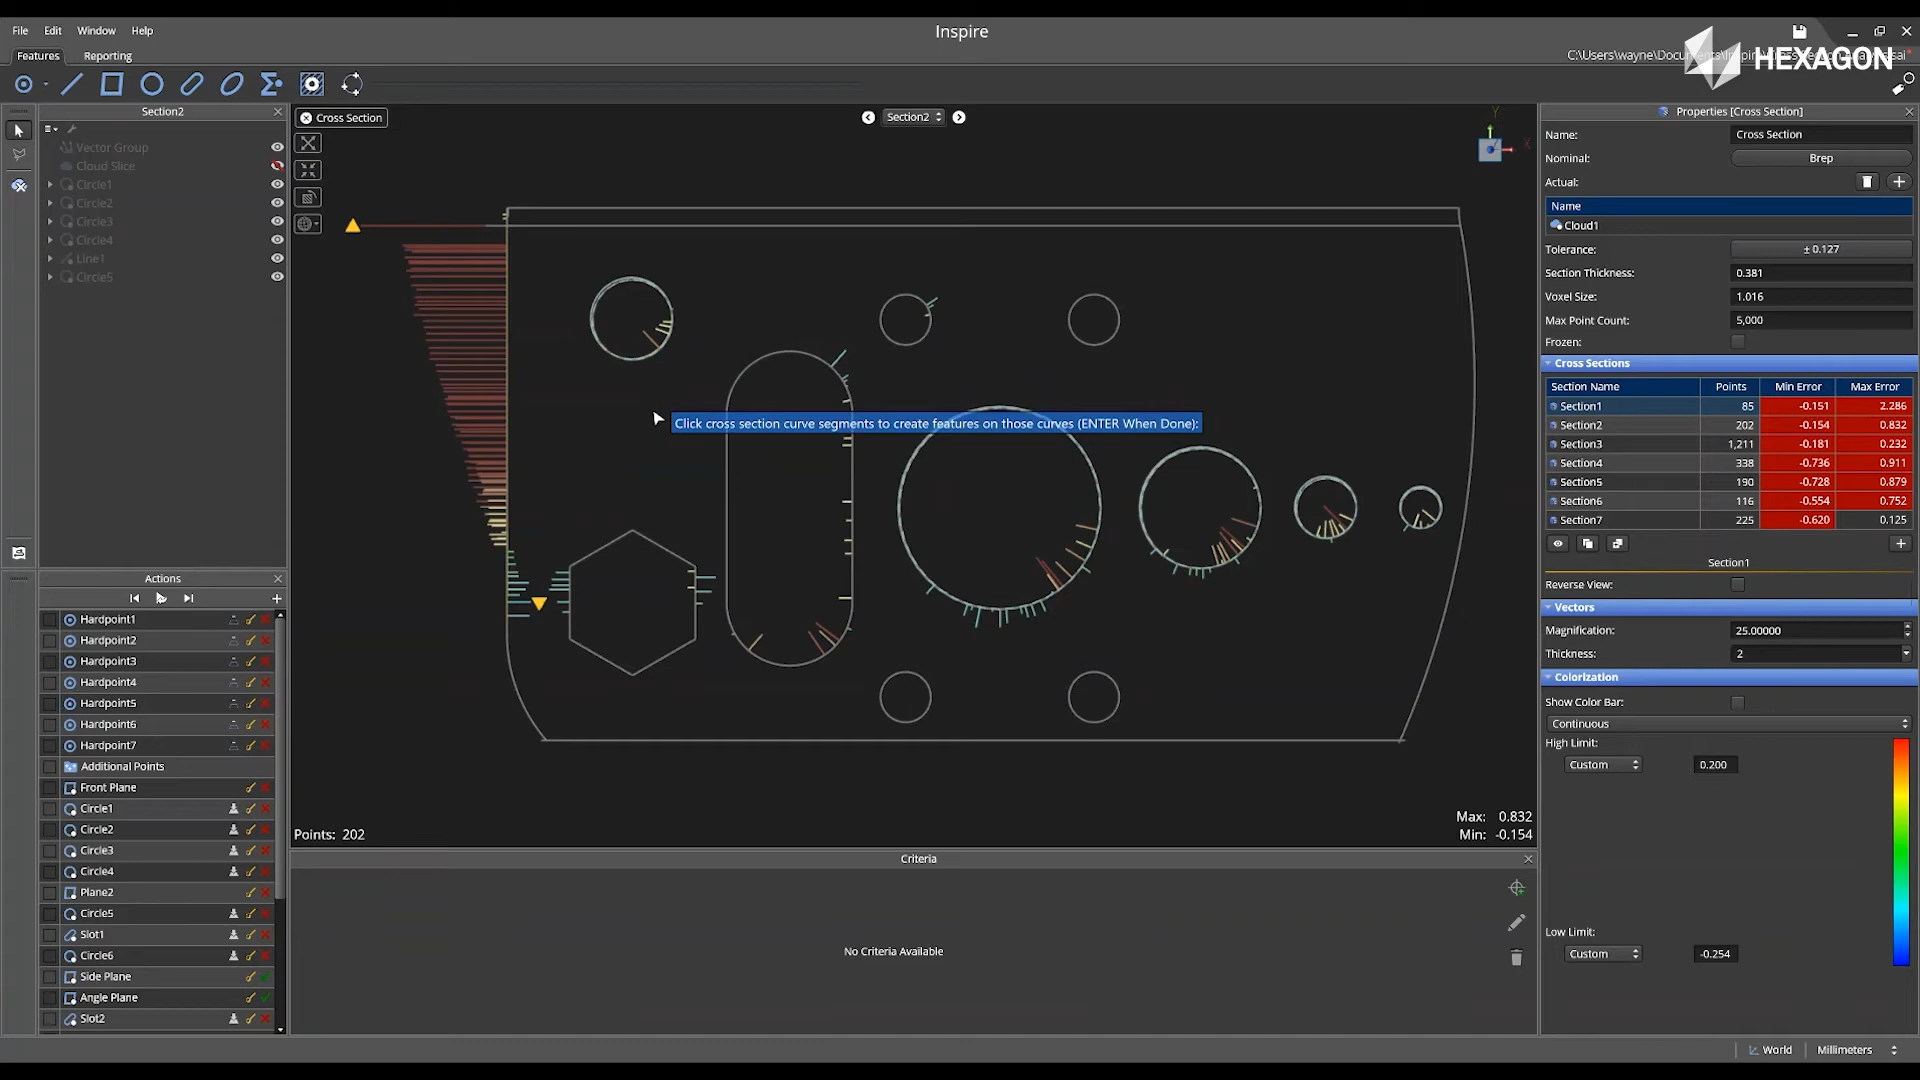 File Edit Window Help
Inspire
Features Reporting
HEXAGON
Section2
Vector Group
Cloud Slice
Circle1
Circle2
Circle3
Circle4
Line1
Circle5
Cross Section
Section2
Y
Click cross section curve segments to create features on those curves (ENTER When Done):
Points: 202
Max: 0.832
Min: -0.154
Criteria
No Criteria Available
Actions
Hardpoint1
Hardpoint2
Hardpoint3
Hardpoint4
Hardpoint5
Hardpoint6
Hardpoint7
Additional Points
Front Plane
Circle1
Circle2
Circle3
Circle4
Plane2
Circle5
Slot1
Circle6
Side Plane
Angle Plane
Slot2
Properties [Cross Section]
Name: Cross Section
Nominal: Brep
Actual:
Name
Cloud1
Tolerance: ± 0.127
Section Thickness: 0.381
Voxel Size: 1.016
Max Point Count: 5,000
Frozen:
Cross Sections
Section Name Points Min Error Max Error
Section1 85 -0.151 2.286
Section2 202 -0.154 0.832
Section3 1,211 -0.181 0.232
Section4 338 -0.736 0.911
Section5 190 -0.728 0.879
Section6 116 -0.554 0.752
Section7 225 -0.620 0.125
Section1
Reverse View:
Vectors
Magnification: 25.00000
Thickness: 2
Colorization
Show Color Bar:
Continuous
High Limit:
Custom 0.200
Low Limit:
Custom -0.254
World Millimeters